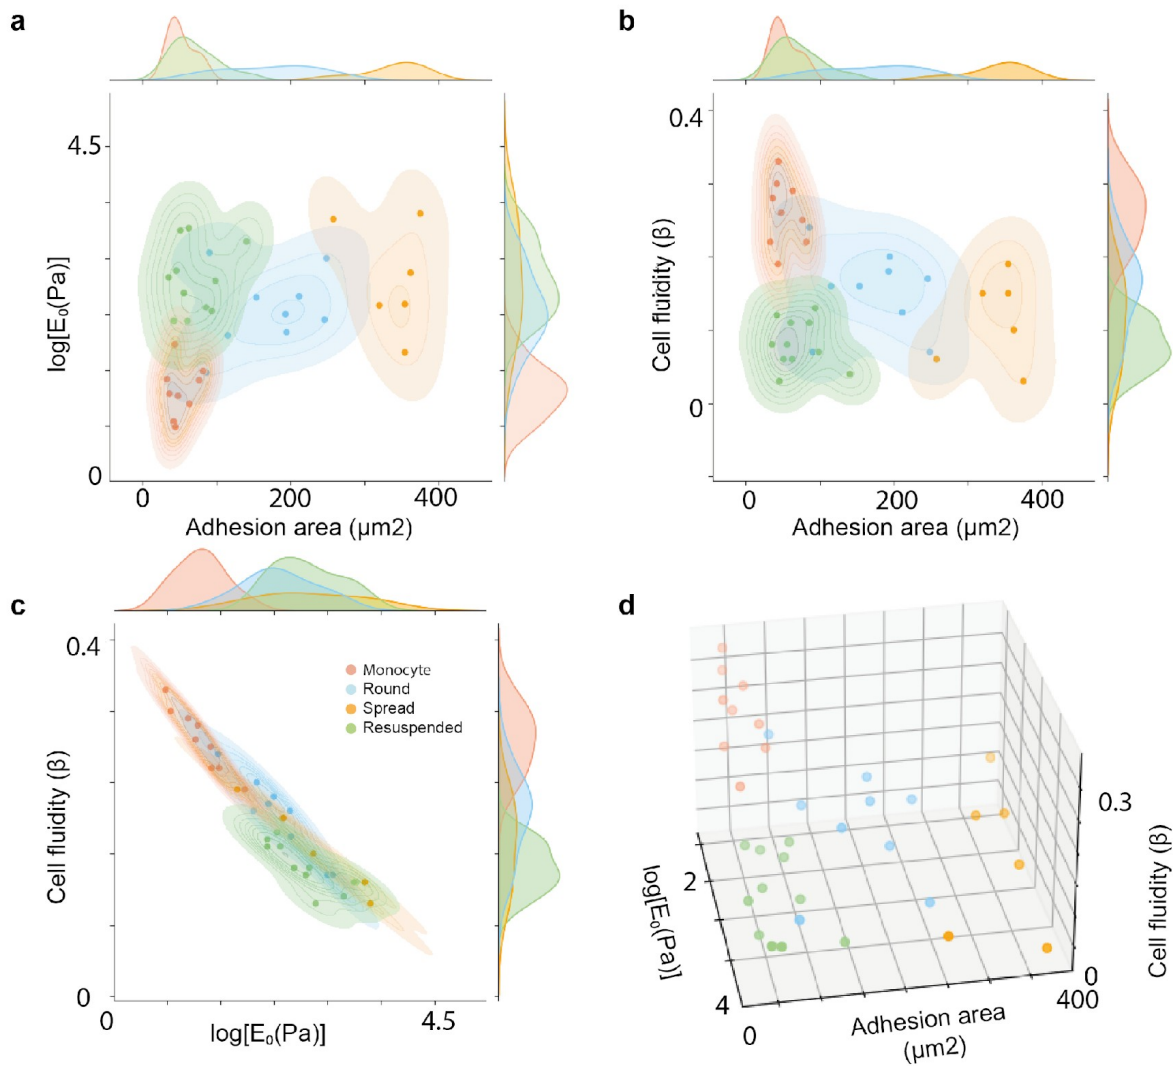 a
4.5
log[E₀(Pa)]
0
0
200
400
Adhesion area (µm2)
b
0.4
Cell fluidity (β)
0
0
200
400
Adhesion area (µm2)
c
0.4
Cell fluidity (β)
0
0
4.5
log[E₀(Pa)]
Monocyte
Round
Spread
Resuspended
d
2
log[E₀(Pa)]
4
0
Adhesion area
(µm2)
400
0
0.3
Cell fluidity (β)